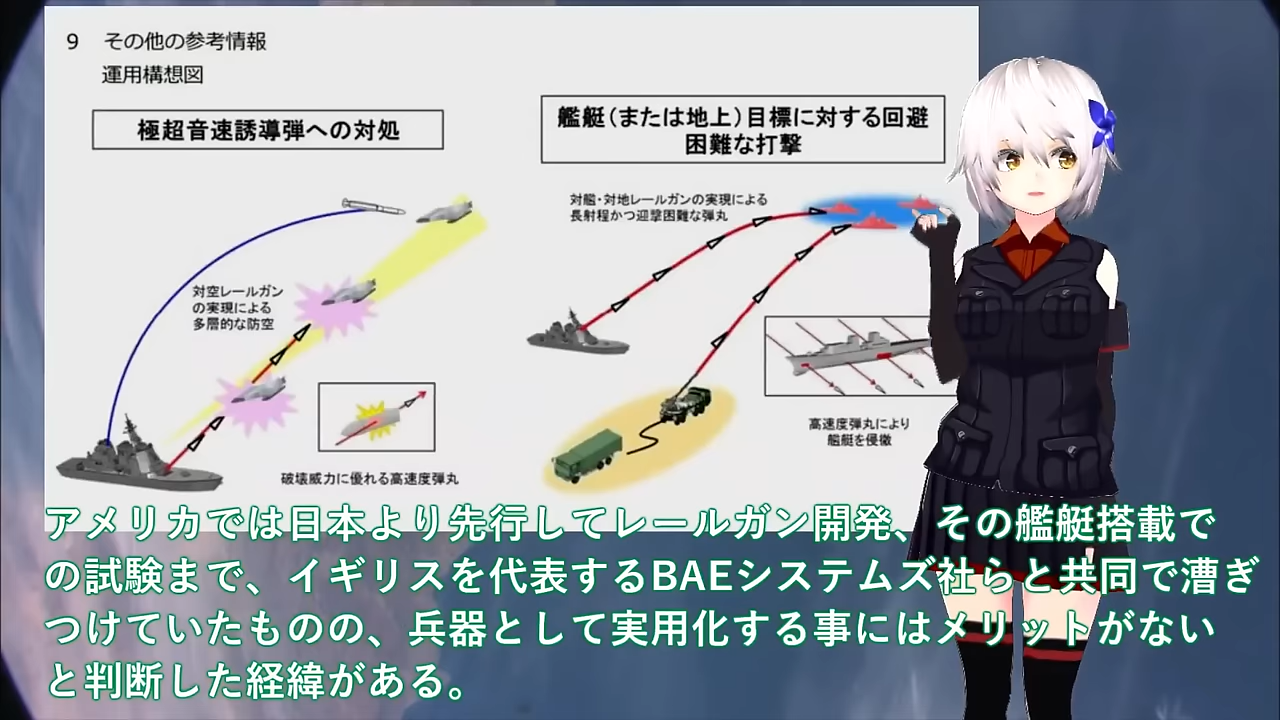 9 その他の参考情報
運用構想図
極超音速誘導弾への対処
対空レールガン
の実現による
多層的な防空
破壊威力に優れる高速度弾丸
艦艇(または地上)目標に対する回避
困難な打撃
対艦・対地レールガンの実現による
長射程かつ迎撃困難な弾丸
高速度弾丸により
艦艇を侵徹
アメリカでは日本より先行してレールガン開発、その艦艇搭載で
の試験まで、イギリスを代表するBAEシステムズ社らと共同で漕ぎ
つけていたものの、兵器として実用化する事にはメリットがない
と判断した経緯がある。